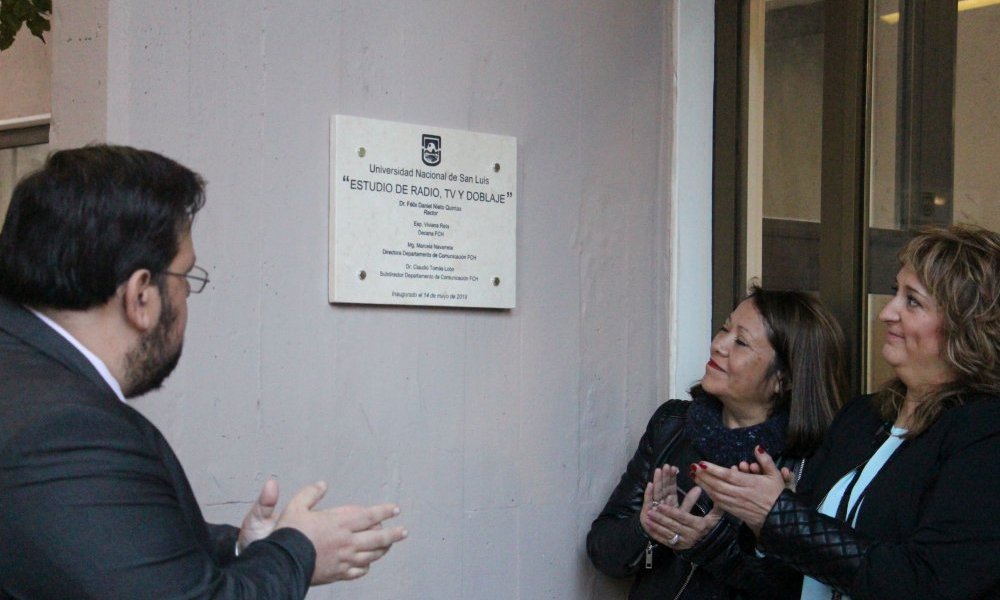 Universidad Nacional de San Luis
“ESTUDIO DE RADIO, TV Y DOBLAJE”
Dr. Félix Daniel Nieto Quintas
Rector
Esp. Viviana Reta
Decana FCH
Mg. Marcela Navarrete
Directora Departamento de Comunicación FCH
Dr. Claudio Tomás Lobo
Subdirector Departamento de Comunicación FCH
Inaugurado el 14 de mayo de 2019